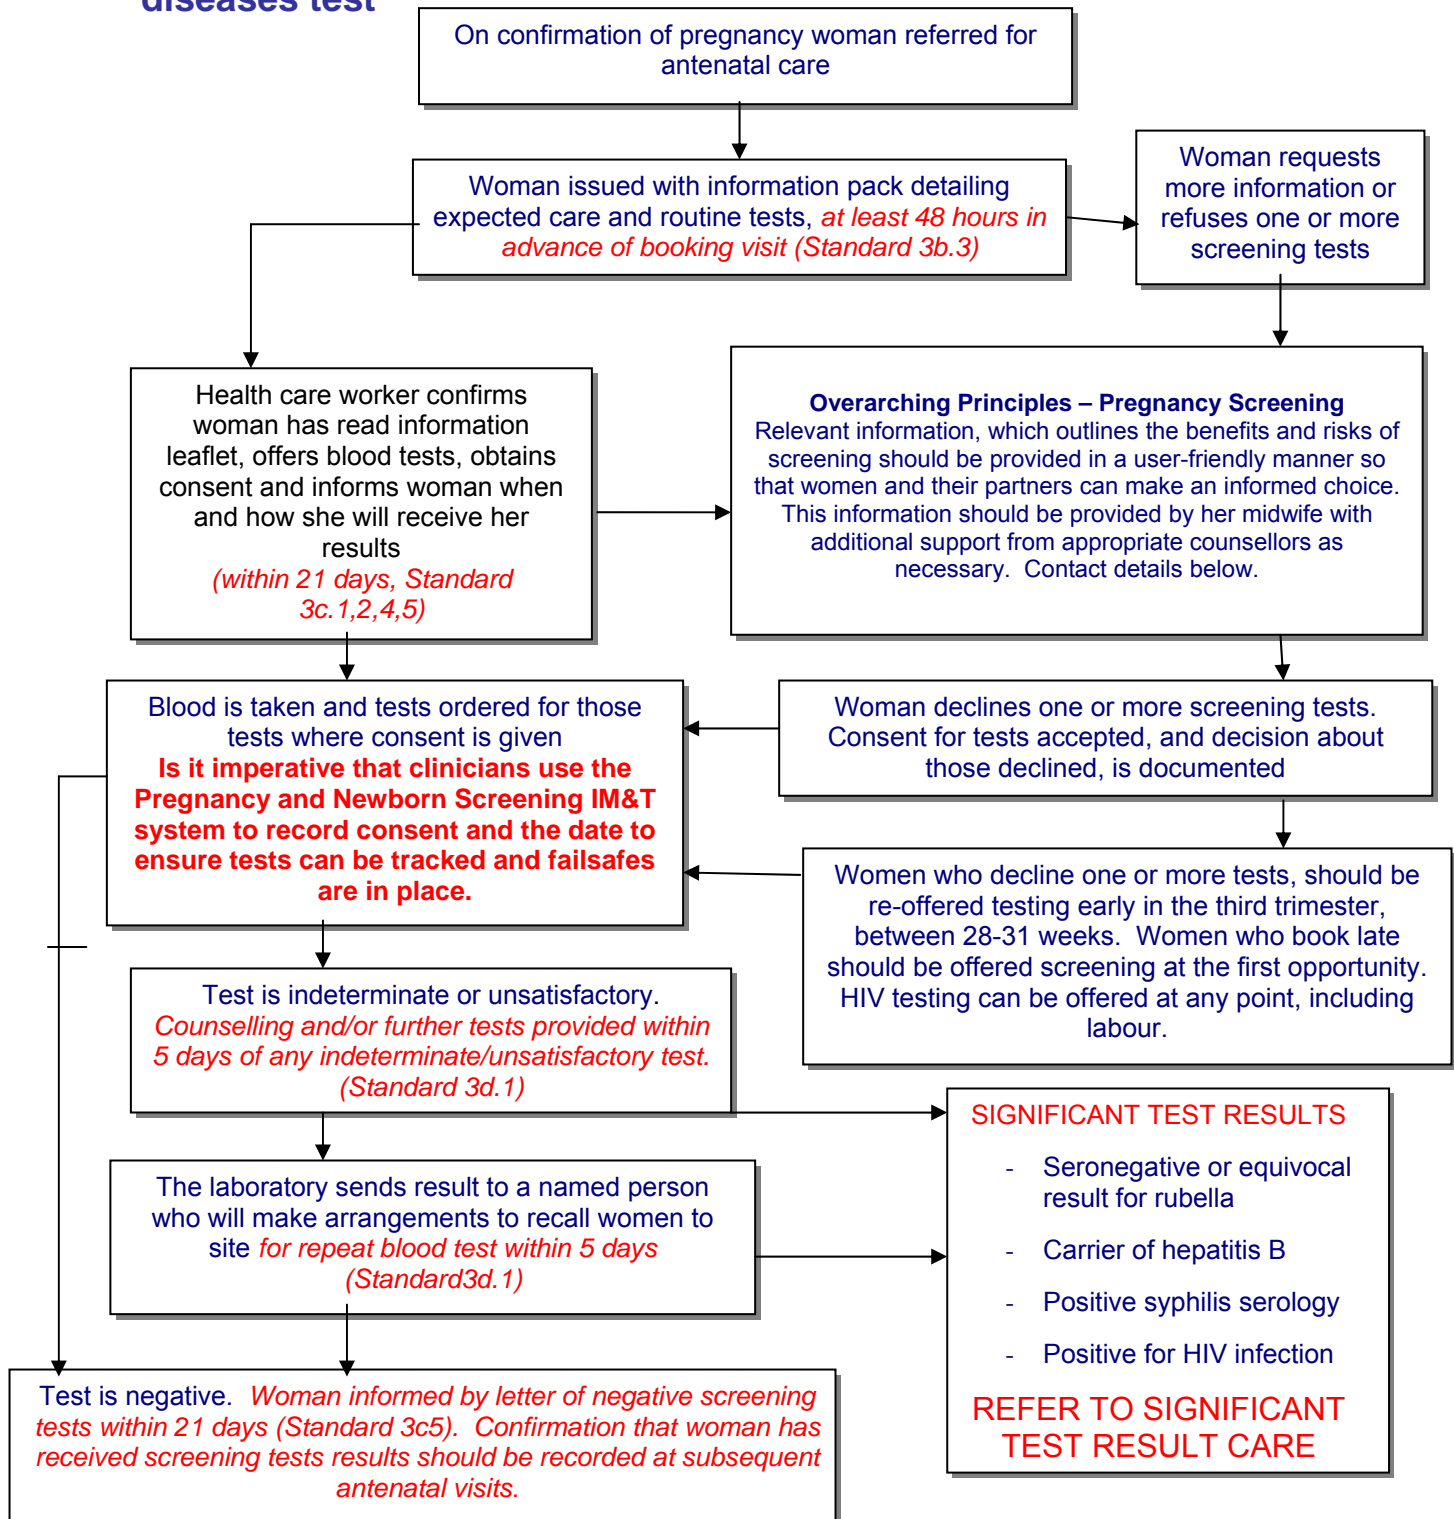 diseases test
On confirmation of pregnancy woman referred for
antenatal care
Woman issued with information pack detailing
expected care and routine tests, at least 48 hours in
advance of booking visit (Standard 3b.3)
Woman requests
more information or
refuses one or more
screening tests
Health care worker confirms
woman has read information
leaflet, offers blood tests, obtains
consent and informs woman when
and how she will receive her
results
(within 21 days, Standard
3c.1,2,4,5)
Overarching Principles – Pregnancy Screening
Relevant information, which outlines the benefits and risks of
screening should be provided in a user-friendly manner so
that women and their partners can make an informed choice.
This information should be provided by her midwife with
additional support from appropriate counsellors as
necessary.  Contact details below.
Blood is taken and tests ordered for those
tests where consent is given
Is it imperative that clinicians use the
Pregnancy and Newborn Screening IM&T
system to record consent and the date to
ensure tests can be tracked and failsafes
are in place.
Woman declines one or more screening tests.
Consent for tests accepted, and decision about
those declined, is documented
Women who decline one or more tests, should be
re-offered testing early in the third trimester,
between 28-31 weeks.  Women who book late
should be offered screening at the first opportunity.
HIV testing can be offered at any point, including
labour.
Test is indeterminate or unsatisfactory.
Counselling and/or further tests provided within
5 days of any indeterminate/unsatisfactory test.
(Standard 3d.1)
The laboratory sends result to a named person
who will make arrangements to recall women to
site for repeat blood test within 5 days
(Standard3d.1)
SIGNIFICANT TEST RESULTS
- Seronegative or equivocal
result for rubella
- Carrier of hepatitis B
- Positive syphilis serology
- Positive for HIV infection
REFER TO SIGNIFICANT
TEST RESULT CARE
Test is negative.  Woman informed by letter of negative screening
tests within 21 days (Standard 3c5).  Confirmation that woman has
received screening tests results should be recorded at subsequent
antenatal visits.